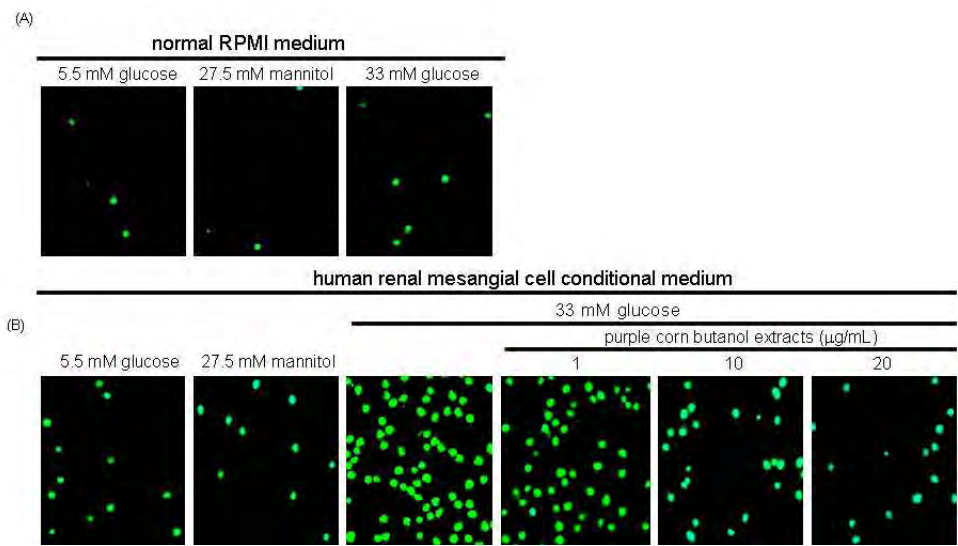 (A)
normal RPMI medium
5.5 mM glucose 27.5 mM mannitol 33 mM glucose
human renal mesangial cell conditional medium
33 mM glucose
(B)
purple corn butanol extracts (μg/mL)
5.5 mM glucose 27.5 mM mannitol 1 10 20